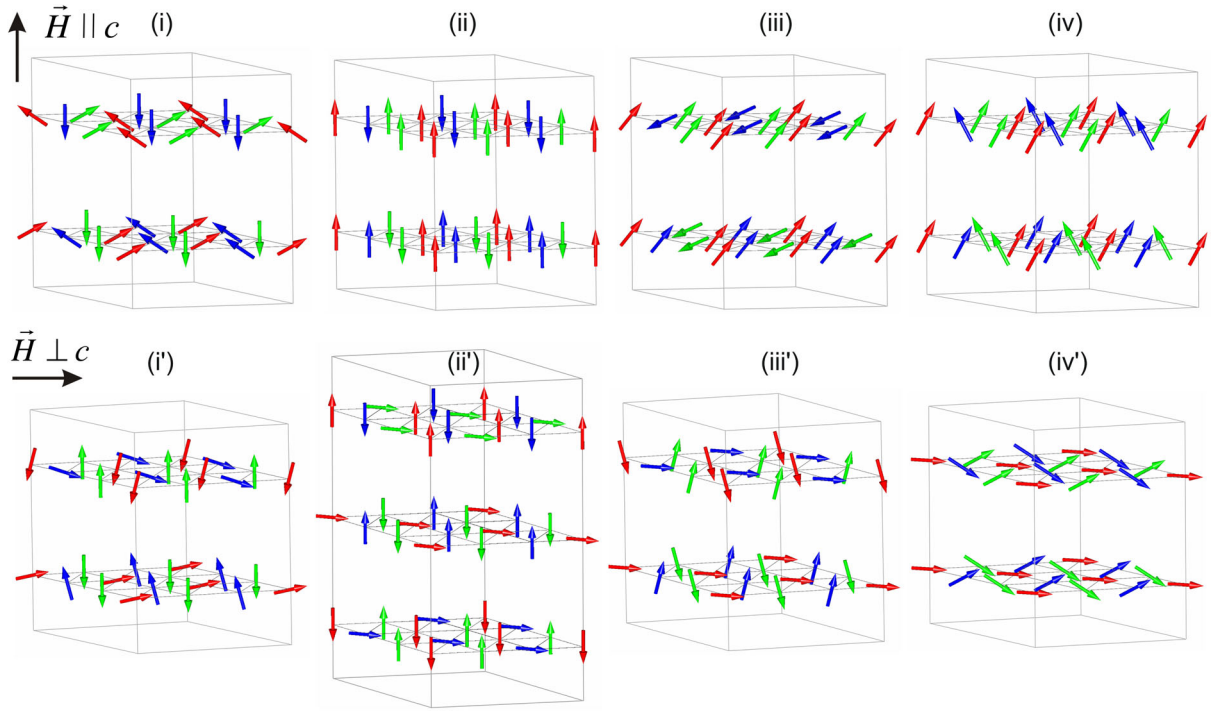 H⃗ || c
(i)
(ii)
(iii)
(iv)
H⃗ ⊥ c
(i')
(ii')
(iii')
(iv')